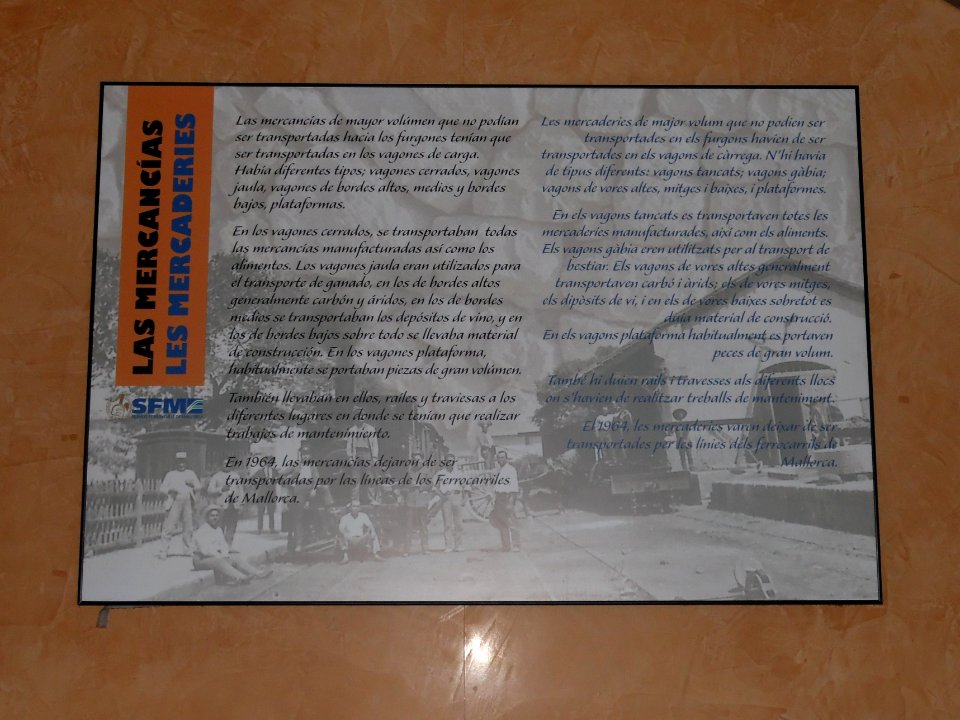 LAS MERCANCÍAS
LES MERCADERIES
SFM
Las mercancías de mayor volúmen que no podían
ser transportadas hacia los furgones tenían que
ser transportadas en los vagones de carga.
Había diferentes tipos; vagones cerrados, vagones
jaula, vagones de bordes altos, medios y bordes
bajos, plataformas.
En los vagones cerrados, se transportaban todas
las mercancías manufacturadas así como los
alimentos. Los vagones jaula eran utilizados para
el transporte de ganado, en los de bordes altos
generalmente carbón y áridos, en los de bordes
medios se transportaban los depósitos de vino, y en
los de bordes bajos sobre todo se llevaba material
de construcción. En los vagones plataforma,
habitualmente se portaban piezas de gran volúmen.
También llevaban en ellos, railes y traviesas a los
diferentes lugares en donde se tenían que realizar
trabajos de mantenimiento.
En 1964, las mercancías dejaron de ser
transportadas por las líneas de los Ferrocarriles
de Mallorca.
Les mercaderies de major volum que no podien ser
transportades en els furgons havien de ser
transportades en els vagons de càrrega. N'hi havia
de tipus diferents: vagons tancats; vagons gàbia;
vagons de vores altes, mitges i baixes, i plataformes.
En els vagons tancats es transportaven totes les
mercaderies manufacturades, així com els aliments.
Els vagons gàbia eren utilitzats per al transport de
bestiar. Els vagons de vores altes generalment
transportaven carbó i àrids; els de vores mitges,
els dipòsits de vi, i en els de vores baixes sobretot es
duia material de construcció.
En els vagons plataforma habitualment es portaven
peces de gran volum.
També hi duien rails i travesses als diferents llocs
on s'havien de realitzar treballs de manteniment.
El 1964, les mercaderies varen deixar de ser
transportades per les línies dels ferrocarrils de
Mallorca.